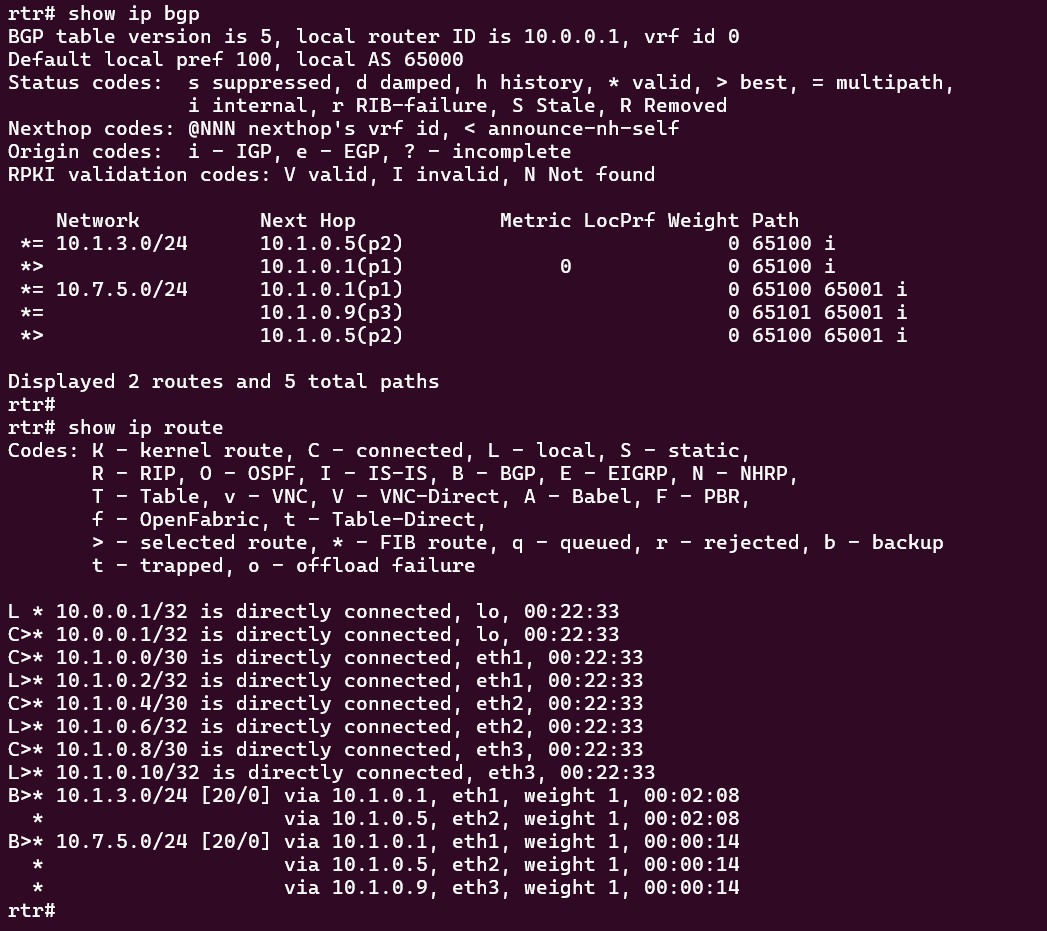 rtr# show ip bgp
BGP table version is 5, local router ID is 10.0.0.1, vrf id 0
Default local pref 100, local AS 65000
Status codes:  s suppressed, d damped, h history, * valid, > best, = multipath,
               i internal, r RIB-failure, S Stale, R Removed
Nexthop codes: @NNN nexthop's vrf id, < announce-nh-self
Origin codes:  i - IGP, e - EGP, ? - incomplete
RPKI validation codes: V valid, I invalid, N Not found

    Network          Next Hop            Metric LocPrf Weight Path
 *= 10.1.3.0/24      10.1.0.5(p2)                           0 65100 i
 *>                  10.1.0.1(p1)             0             0 65100 i
 *= 10.7.5.0/24      10.1.0.1(p1)                           0 65100 65001 i
 *=                  10.1.0.9(p3)                           0 65101 65001 i
 *>                  10.1.0.5(p2)                           0 65100 65001 i

Displayed 2 routes and 5 total paths
rtr#
rtr# show ip route
Codes: K - kernel route, C - connected, L - local, S - static,
       R - RIP, O - OSPF, I - IS-IS, B - BGP, E - EIGRP, N - NHRP,
       T - Table, v - VNC, V - VNC-Direct, A - Babel, F - PBR,
       f - OpenFabric, t - Table-Direct,
       > - selected route, * - FIB route, q - queued, r - rejected, b - backup
       t - trapped, o - offload failure

L * 10.0.0.1/32 is directly connected, lo, 00:22:33
C>* 10.0.0.1/32 is directly connected, lo, 00:22:33
C>* 10.1.0.0/30 is directly connected, eth1, 00:22:33
L>* 10.1.0.2/32 is directly connected, eth1, 00:22:33
C>* 10.1.0.4/30 is directly connected, eth2, 00:22:33
L>* 10.1.0.6/32 is directly connected, eth2, 00:22:33
C>* 10.1.0.8/30 is directly connected, eth3, 00:22:33
L>* 10.1.0.10/32 is directly connected, eth3, 00:22:33
B>* 10.1.3.0/24 [20/0] via 10.1.0.1, eth1, weight 1, 00:02:08
  *                    via 10.1.0.5, eth2, weight 1, 00:02:08
B>* 10.7.5.0/24 [20/0] via 10.1.0.1, eth1, weight 1, 00:00:14
  *                    via 10.1.0.5, eth2, weight 1, 00:00:14
  *                    via 10.1.0.9, eth3, weight 1, 00:00:14
rtr#